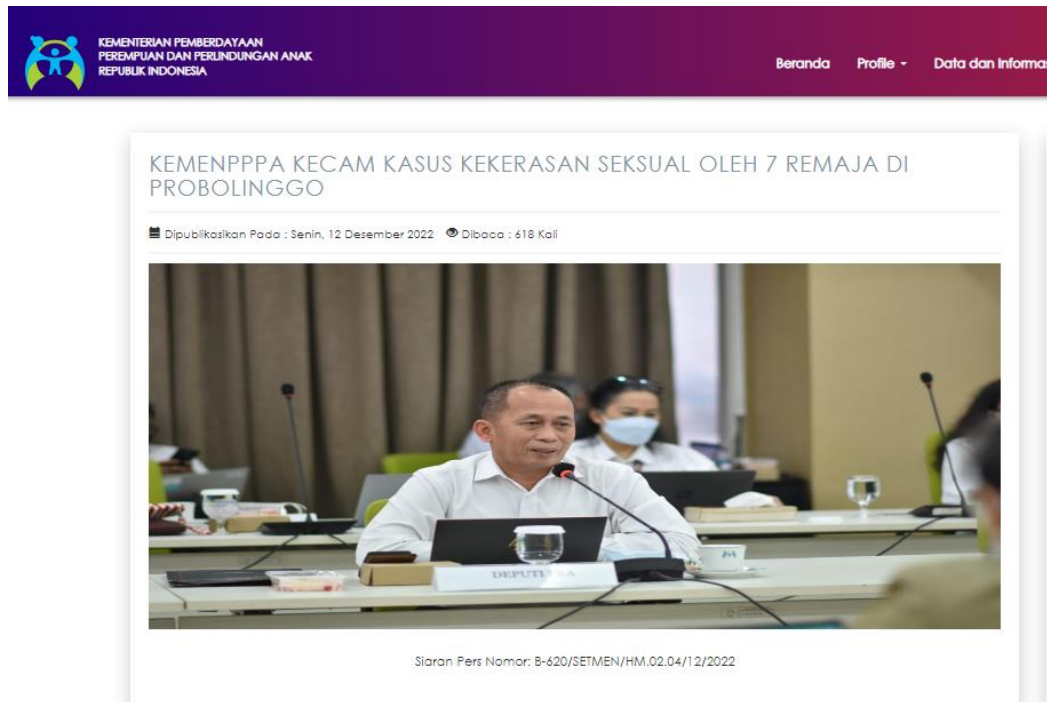 KEMENTERIAN PEMBERDAYAAN
PEREMPUAN DAN PERLINDUNGAN ANAK
REPUBLIK INDONESIA
Beranda Profile Data dan Informas
KEMENPPPA KECAM KASUS KEKERASAN SEKSUAL OLEH 7 REMAJA DI
PROBOLINGGO
Dipublikasikan Pada : Senin, 12 Desember 2022 Dibaca : 618 Kali
DEPUTI
Siaran Pers Nomor: B-620/SETMEN/HM.02.04/12/2022